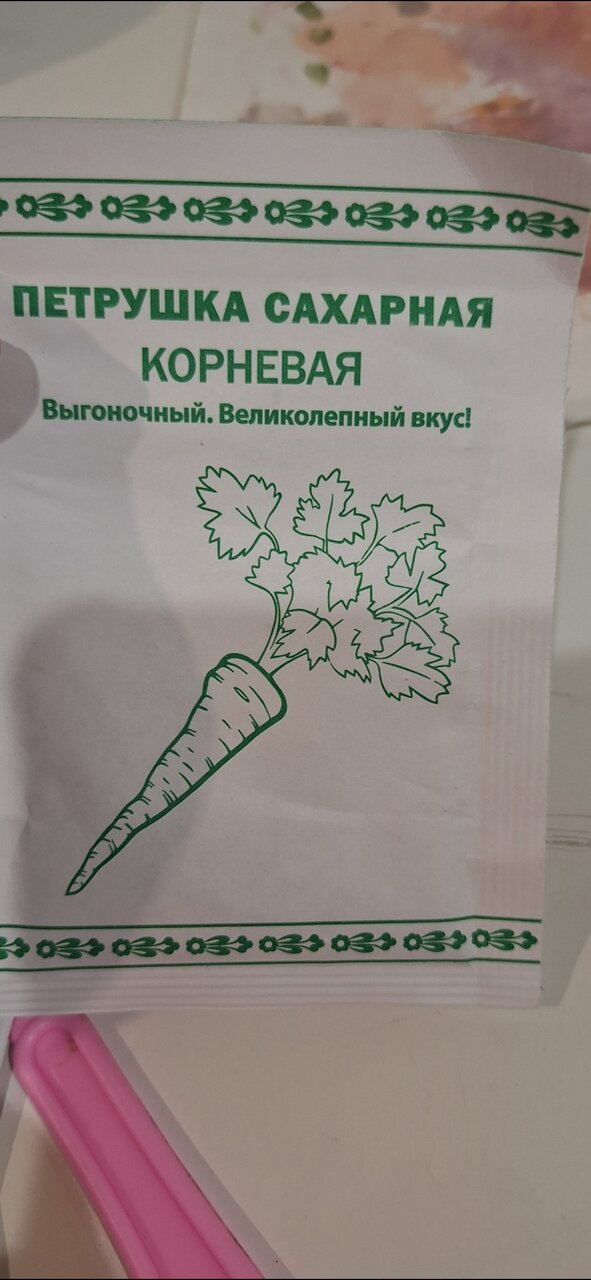 ПЕТРУШКА САХАРНАЯ
КОРНЕВАЯ
Выгоночный. Великолепный вкус!